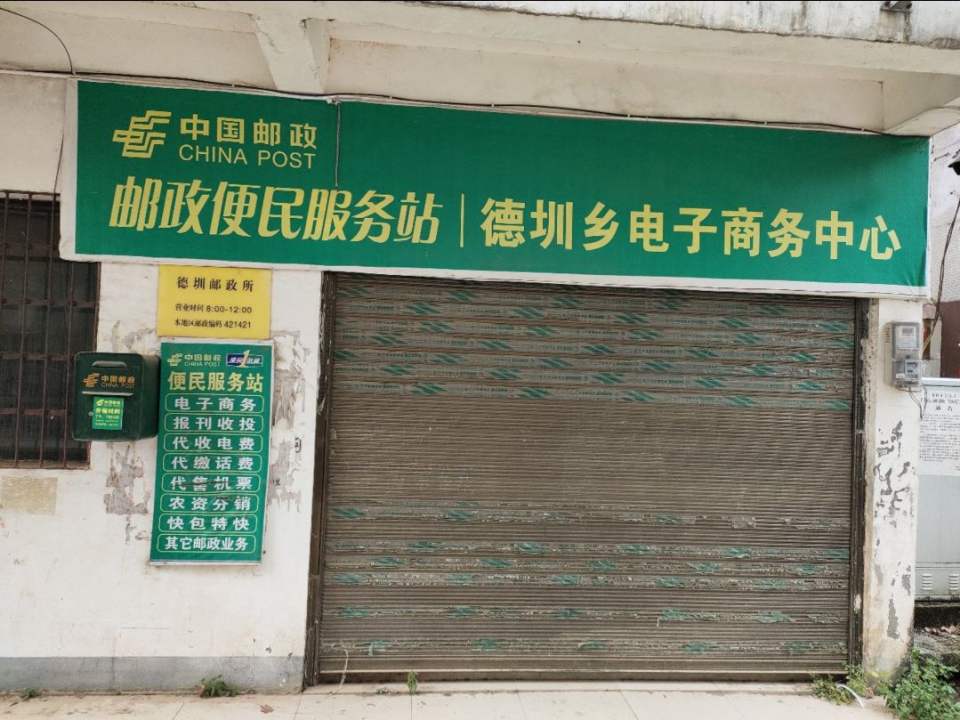 中国邮政
CHINA POST
邮政便民服务站|德圳乡电子商务中心
德圳邮政所
营业时间 8:00-12:00
本地区邮政编码 421421
中国邮政
CHINA POST
中国邮政
CHINA POST
便民服务站
电子商务
报刊收投
代收电费
代缴话费
代售机票
农资分销
快包特快
其它邮政业务